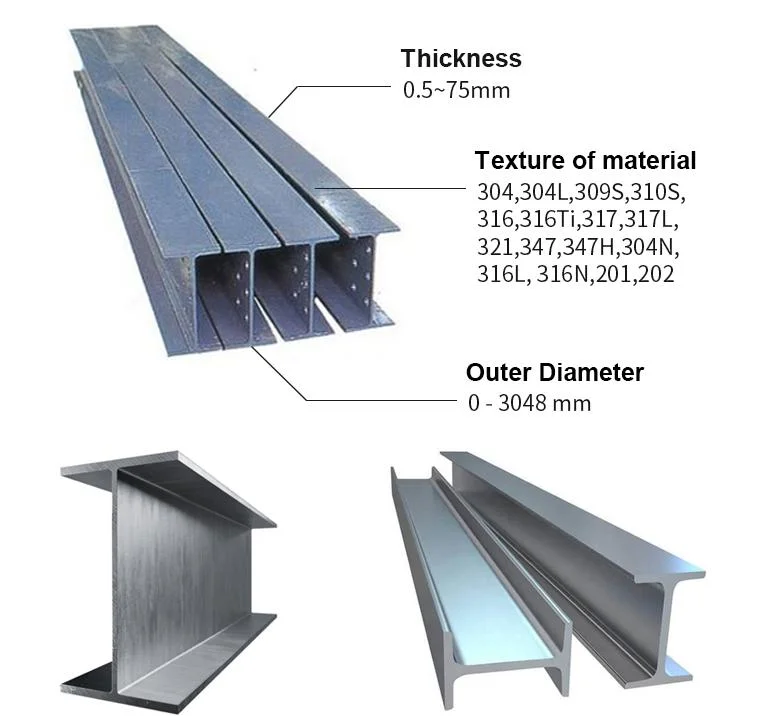 Thickness
0.5~75mm
Texture of material
304,304L,309S,310S,
316,316Ti,317,317L,
321,347,347H,304N,
316L, 316N,201,202
Outer Diameter
0 - 3048 mm